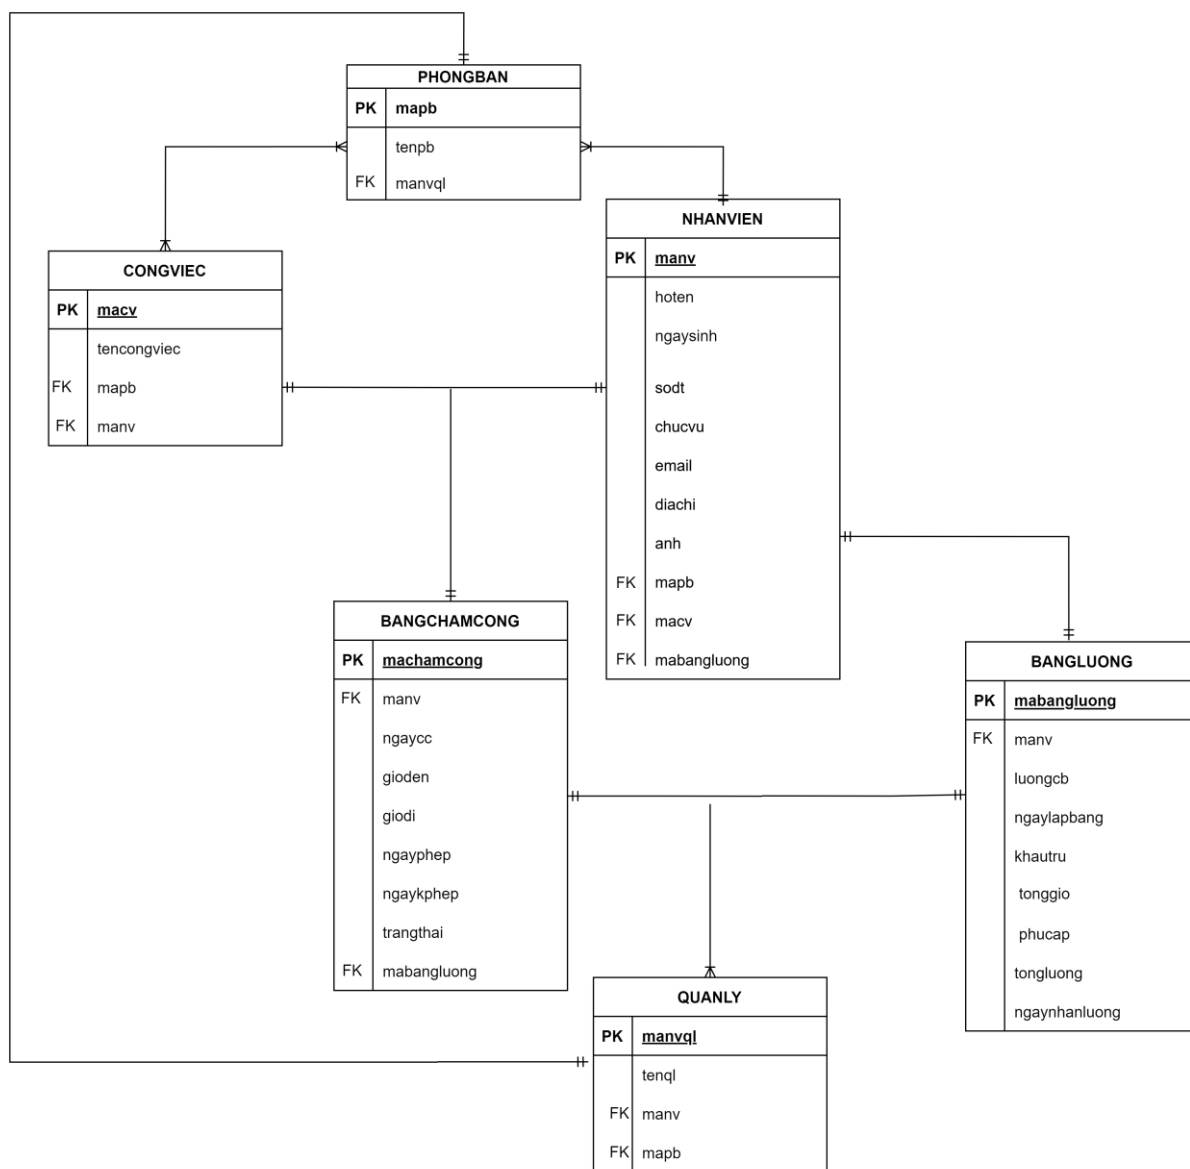 PHONGBAN
PK mapb
tenpb
FK manvql
NHANVIEN
PK manv
hoten
ngaysinh
sodt
chucvu
email
diachi
anh
FK mapb
FK macv
FK mabangluong
CONGVIEC
PK macv
tencongviec
FK mapb
FK manv
BANGCHAMCONG
PK machamcong
FK manv
ngaycc
gioden
giodi
ngayphep
ngaykphep
trangthai
FK mabangluong
BANGLUONG
PK mabangluong
FK manv
luongcb
ngaylapbang
khautru
tonggio
phucap
tongluong
ngaynhanluong
QUANLY
PK manvql
tenql
FK manv
FK mapb